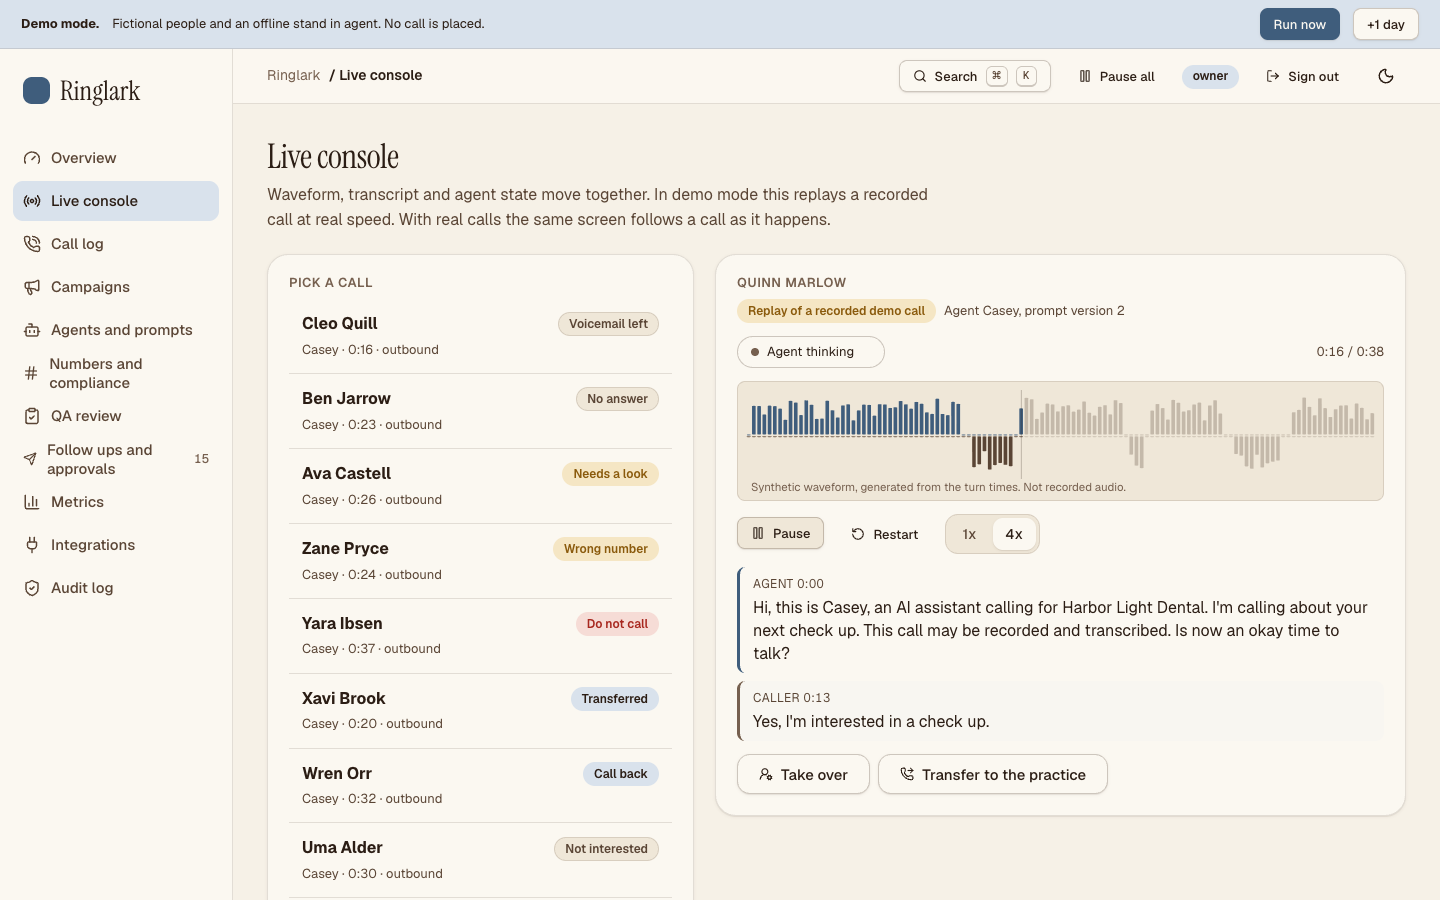 Demo mode. Fictional people and an offline stand in agent. No call is placed.
Run now
+1 day
Ringlark
Overview
Live console
Call log
Campaigns
Agents and prompts
Numbers and
compliance
QA review
Follow ups and
approvals
15
Metrics
Integrations
Audit log
Ringlark / Live console
Search ⌘ K
Pause all
owner
Sign out
Live console
Waveform, transcript and agent state move together. In demo mode this replays a recorded
call at real speed. With real calls the same screen follows a call as it happens.
PICK A CALL
Cleo Quill
Voicemail left
Casey · 0:16 · outbound
Ben Jarrow
No answer
Casey · 0:23 · outbound
Ava Castell
Needs a look
Casey · 0:26 · outbound
Zane Pryce
Wrong number
Casey · 0:24 · outbound
Yara Ibsen
Do not call
Casey · 0:37 · outbound
Xavi Brook
Transferred
Casey · 0:20 · outbound
Wren Orr
Call back
Casey · 0:32 · outbound
Uma Alder
Not interested
Casey · 0:30 · outbound
QUINN MARLOW
Replay of a recorded demo call
Agent Casey, prompt version 2
Agent thinking
0:16 / 0:38
Synthetic waveform, generated from the turn times. Not recorded audio.
Pause
Restart
1x
4x
AGENT 0:00
Hi, this is Casey, an AI assistant calling for Harbor Light Dental. I'm calling about your
next check up. This call may be recorded and transcribed. Is now an okay time to
talk?
CALLER 0:13
Yes, I'm interested in a check up.
Take over
Transfer to the practice